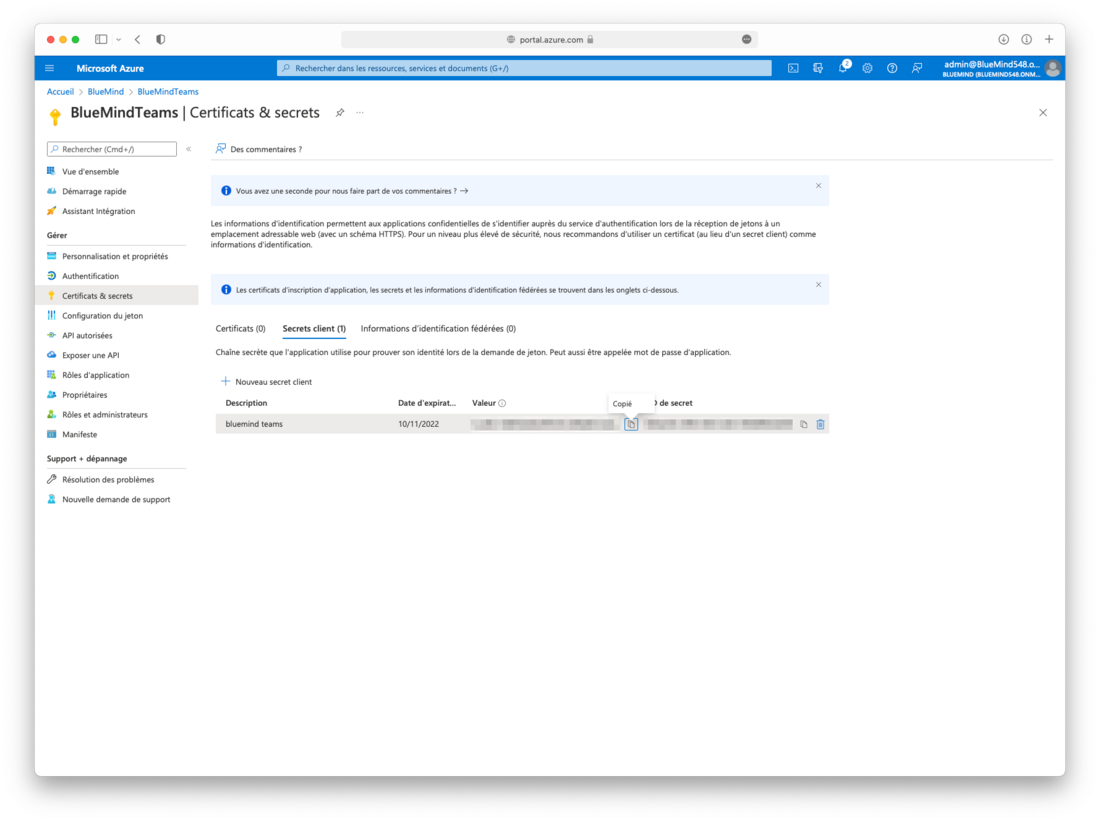 portal.azure.com
Microsoft Azure
Rechercher dans les ressources, services et documents (G+/)
2
admin@BlueMind548.o...
BLUEMIND (BLUEMIND548.ONM...
Accueil > BlueMind > BlueMindTeams
BlueMindTeams | Certificats & secrets
Rechercher (Cmd+/)
Vue d'ensemble
Démarrage rapide
Assistant Intégration
Gérer
Personnalisation et propriétés
Authentification
Certificats & secrets
Configuration du jeton
API autorisées
Exposer une API
Rôles d'application
Propriétaires
Rôles et administrateurs
Manifeste
Support + dépannage
Résolution des problèmes
Nouvelle demande de support
Des commentaires ?
Vous avez une seconde pour nous faire part de vos commentaires ?
Les informations d'identification permettent aux applications confidentielles de s'identifier auprès du service d'authentification lors de la réception de jetons à un
emplacement adressable web (avec un schéma HTTPS). Pour un niveau plus élevé de sécurité, nous recommandons d'utiliser un certificat (au lieu d'un secret client) comme
informations d'identification.
Les certificats d'inscription d'application, les secrets et les informations d'identification fédérées se trouvent dans les onglets ci-dessus.
Certificats (0) Secrets client (1) Informations d'identification fédérées (0)
Chaîne secrète que l'application utilise pour prouver son identité lors de la demande de jeton. Peut aussi être appelée mot de passe d'application.
Nouveau secret client
Description Date d'expirat... Valeur Copié de secret
bluemind teams 10/11/2022